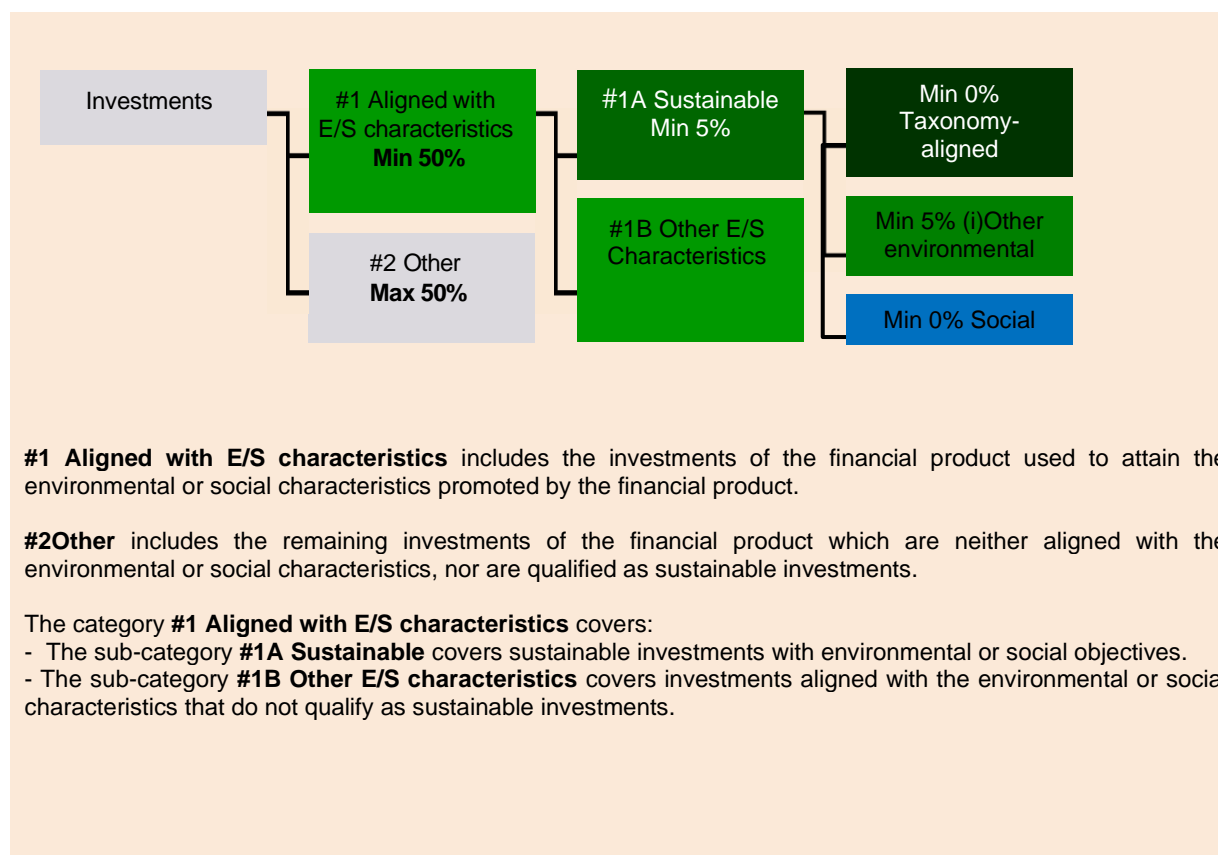 Investments
#1 Aligned with
E/S characteristics
Min 50%
#2 Other
Max 50%
#1A Sustainable
Min 5%
#1B Other E/S
Characteristics
Min 0%
Taxonomy-
aligned
Min 5% (i)Other
environmental
Min 0% Social
#1 Aligned with E/S characteristics includes the investments of the financial product used to attain the
environmental or social characteristics promoted by the financial product.
#2Other includes the remaining investments of the financial product which are neither aligned with the
environmental or social characteristics, nor are qualified as sustainable investments.
The category #1 Aligned with E/S characteristics covers:
- The sub-category #1A Sustainable covers sustainable investments with environmental or social objectives.
- The sub-category #1B Other E/S characteristics covers investments aligned with the environmental or social
characteristics that do not qualify as sustainable investments.